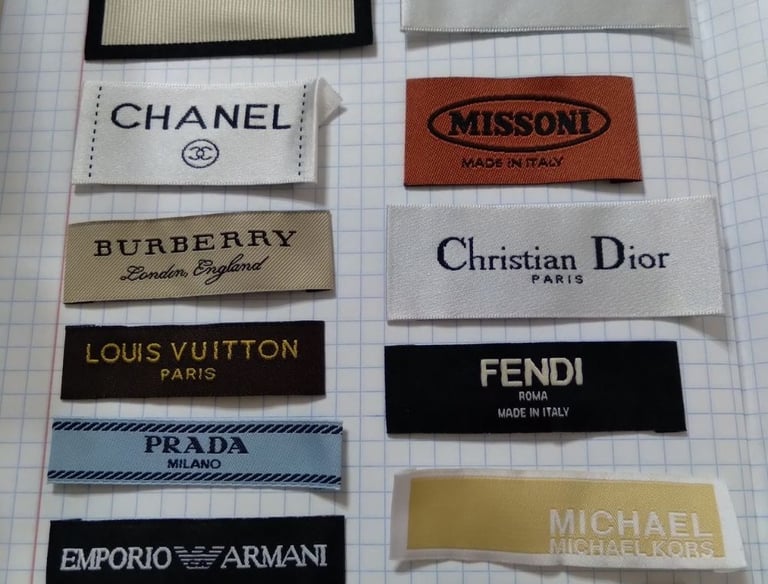 CHANEL
BURBERRY
London, England
LOUIS VUITTON
PARIS
PRADA
MILANO
EMPORIO ARMANI
MISSONI
MADE IN ITALY
Christian Dior
PARIS
FENDI
ROMA
MADE IN ITALY
MICHAEL
MICHAEL KORS